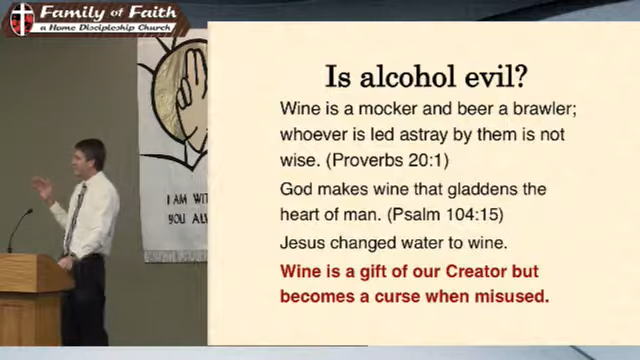 Family of Faith
a Home Discipleship Church
Is alcohol evil?
Wine is a mocker and beer a brawler;
whoever is led astray by them is not
wise. (Proverbs 20:1)
God makes wine that gladdens the
heart of man. (Psalm 104:15)
Jesus changed water to wine.
Wine is a gift of our Creator but
becomes a curse when misused.
I AM WIT
YOU ALW